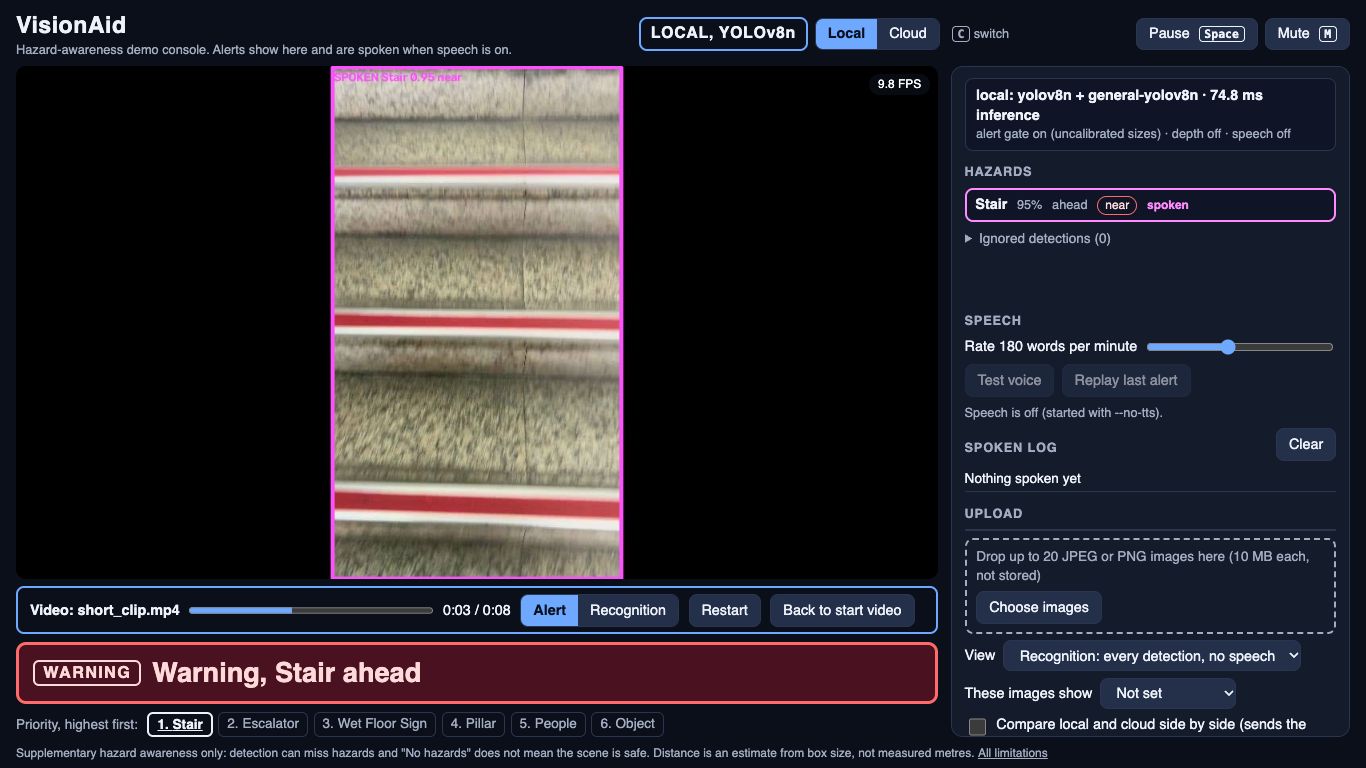 VisionAid
Hazard-awareness demo console. Alerts show here and are spoken when speech is on.
LOCAL, YOLOv8n
Local Cloud
C switch
Pause Space
Mute M
SPOKEN Stair 0.95 near
9.8 FPS
Video: short_clip.mp4 0:03 / 0:08 Alert Recognition Restart Back to start video
WARNING Warning, Stair ahead
Priority, highest first: 1. Stair 2. Escalator 3. Wet Floor Sign 4. Pillar 5. People 6. Object
local: yolov8n + general-yolov8n · 74.8 ms
inference
alert gate on (uncalibrated sizes) · depth off · speech off
HAZARDS
Stair 95% ahead near spoken
Ignored detections (0)
SPEECH
Rate 180 words per minute
Test voice Replay last alert
Speech is off (started with --no-tts).
SPOKEN LOG Clear
Nothing spoken yet
UPLOAD
Drop up to 20 JPEG or PNG images here (10 MB each,
not stored)
Choose images
View Recognition: every detection, no speech
These images show Not set
Compare local and cloud side by side (sends the
Supplementary hazard awareness only: detection can miss hazards and "No hazards" does not mean the scene is safe. Distance is an estimate from box size, not measured metres. All limitations